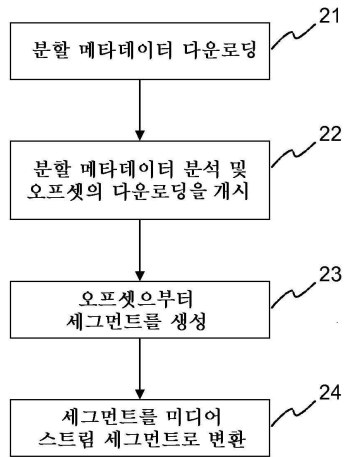 21
분할 메타데이터 다운로딩
22
분할 메타데이터 분석 및
오프셋의 다운로딩을 개시
23
오프셋으부터
세그먼트를 생성
24
세그먼트를 미디어
스트림 세그먼트로 변환